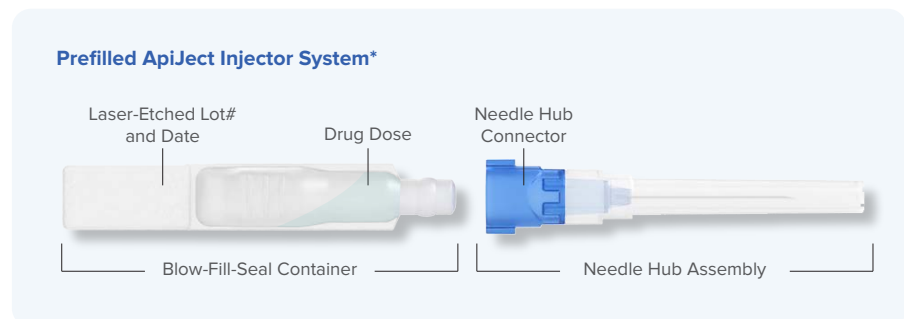 Prefilled ApiJect Injector System*
Laser-Etched Lot#
and Date
Drug Dose
Needle Hub
Connector
Blow-Fill-Seal Container
Needle Hub Assembly